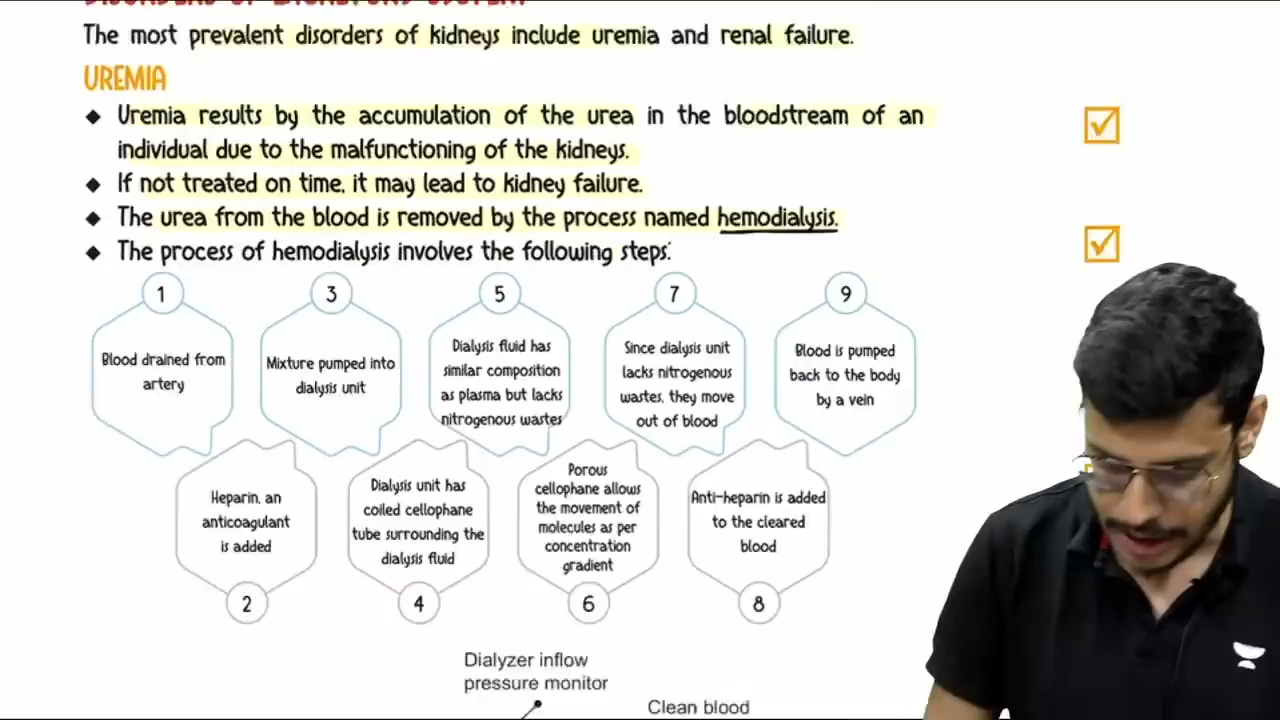 DISORDERS OF EXCRETORY SYSTEM
The most prevalent disorders of kidneys include uremia and renal failure.
UREMIA
◆ Uremia results by the accumulation of the urea in the bloodstream of an
individual due to the malfunctioning of the kidneys.
◆ If not treated on time, it may lead to kidney failure.
◆ The urea from the blood is removed by the process named hemodialysis.
◆ The process of hemodialysis involves the following steps:
1
Blood drained from
artery
2
Heparin, an
anticoagulant
is added
3
Mixture pumped into
dialysis unit
4
Dialysis unit has
coiled cellophane
tube surrounding the
dialysis fluid
5
Dialysis fluid has
similar composition
as plasma but lacks
nitrogenous wastes
6
Porous
cellophane allows
the movement of
molecules as per
concentration
gradient
7
Since dialysis unit
lacks nitrogenous
wastes, they move
out of blood
8
Anti-heparin is added
to the cleared
blood
9
Blood is pumped
back to the body
by a vein
Dialyzer inflow
pressure monitor
Clean blood